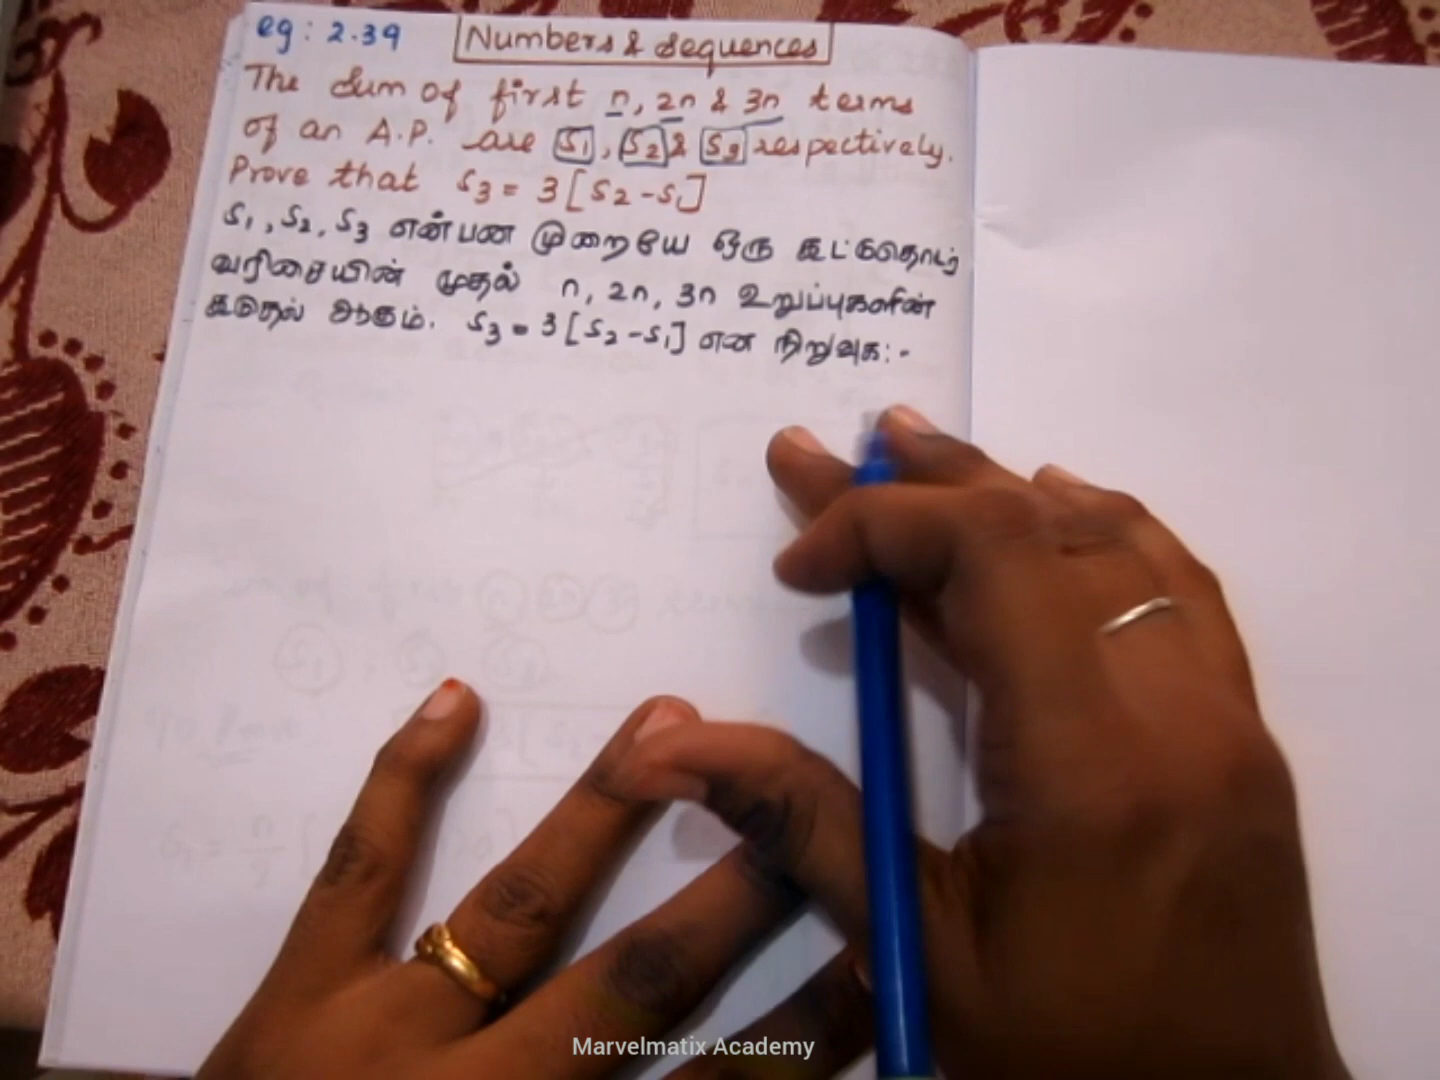 eg: 2.39 Numbers & Sequences
The Sum of first n, 2n & 3n terms
of an A.P. are S1, S2 & S3 respectively.
Prove that S3 = 3[S2-S1]
S1, S2, S3 என்பன முறையே ஒரு கூட்டுதொடர்
வரிசையின் முதல் n, 2n, 3n உறுப்புகளின்
கூடுதல் ஆகும். S3 = 3[S2-S1] என நிறுவுக:-
Marvelmatix Academy